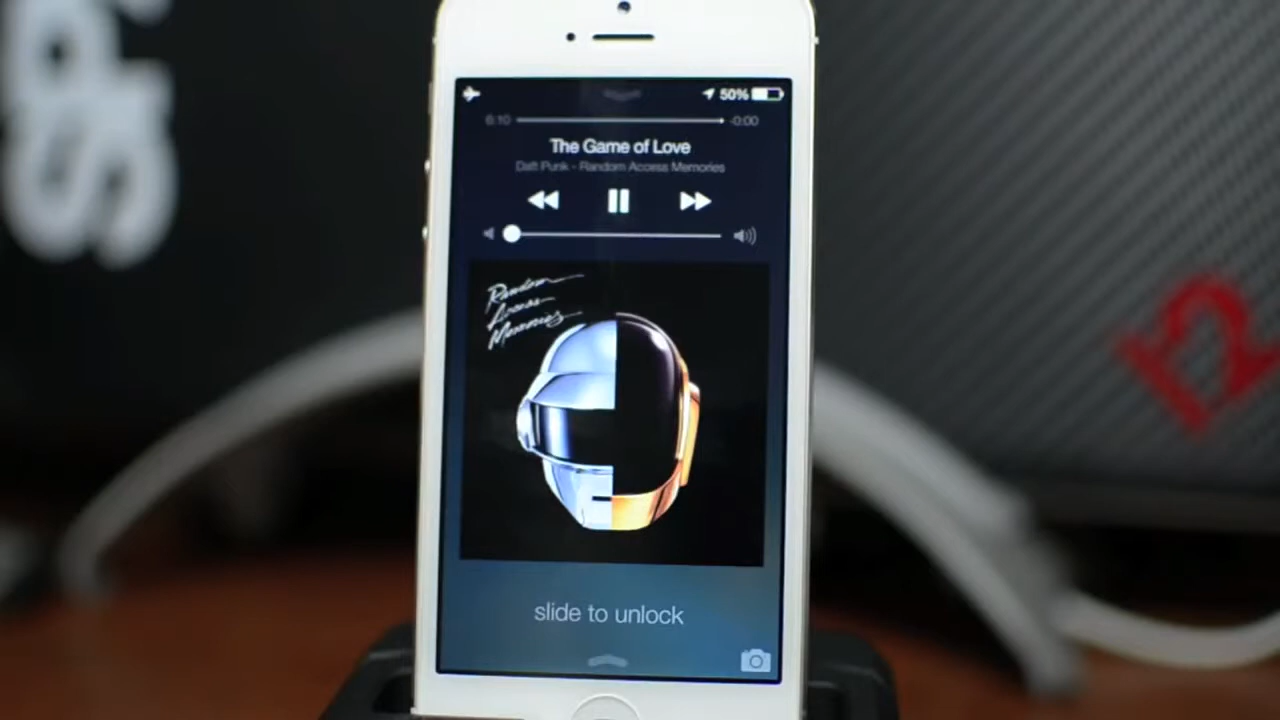 50%
6:10 -0:00
The Game of Love
Daft Punk - Random Access Memories
Random
Access
Memories
slide to unlock